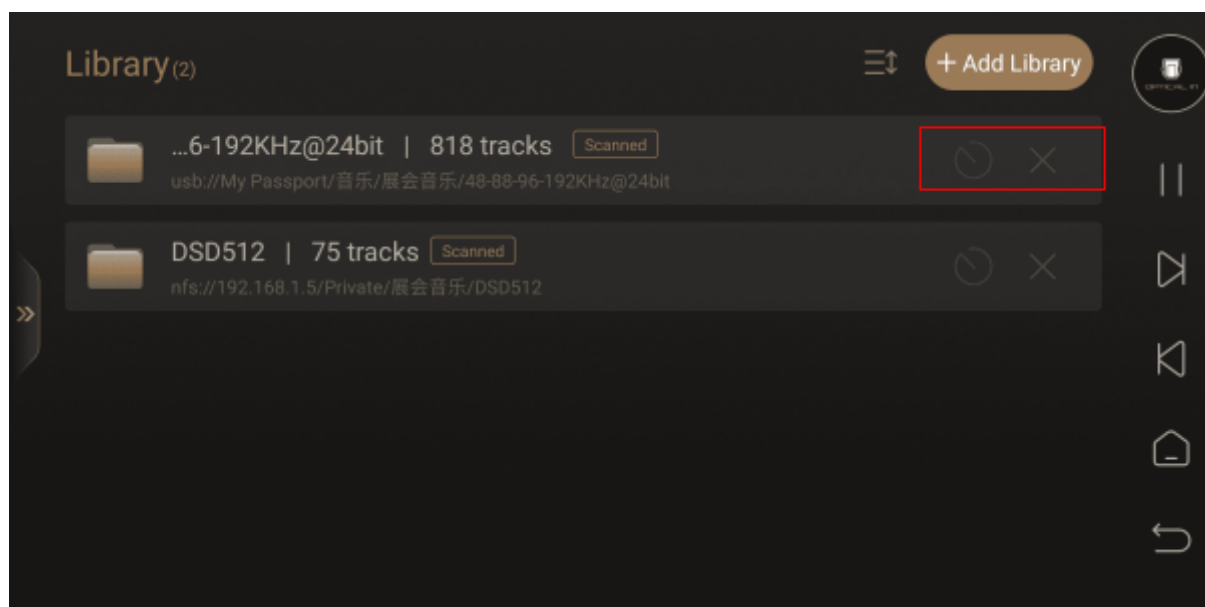 Library(2)
+ Add Library
OPTICAL IN
...6-192KHz@24bit | 818 tracks Scanned
usb://My Passport/音乐/展会音乐/48-88-96-192KHz@24bit
DSD512 | 75 tracks Scanned
nfs://192.168.1.5/Private/展会音乐/DSD512